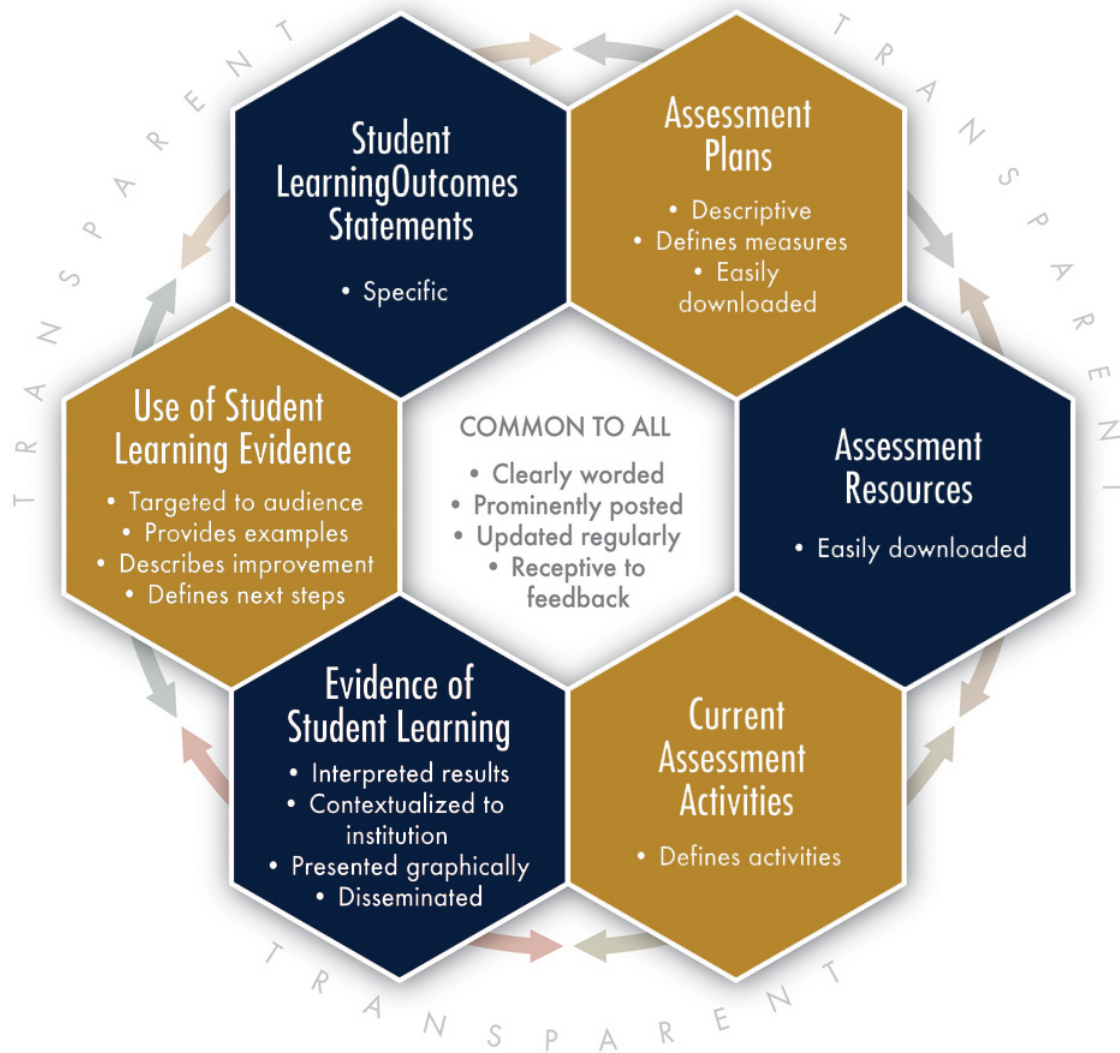 TRANSPARENT
TRANSPARENT
Student
LearningOutcomes
Statements
• Specific
Assessment
Plans
• Descriptive
• Defines measures
• Easily
downloaded
Use of Student
Learning Evidence
• Targeted to audience
• Provides examples
• Describes improvement
• Defines next steps
COMMON TO ALL
• Clearly worded
• Prominently posted
• Updated regularly
• Receptive to
feedback
Assessment
Resources
• Easily downloaded
Evidence of
Student Learning
• Interpreted results
• Contextualized to
institution
• Presented graphically
• Disseminated
Current
Assessment
Activities
• Defines activities
TRANSPARENT